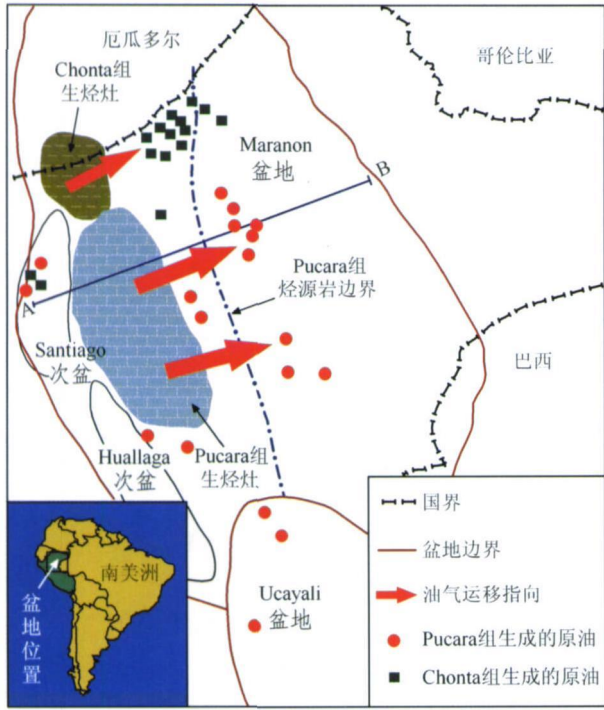 厄瓜多尔
哥伦比亚
Chonta组
生烃灶
Maranon
盆地
B
Pucara组
烃源岩边界
A
Santiago
次盆
巴西
Huallaga
次盆
Pucara组
生烃灶
国界
盆地边界
油气运移指向
Pucara组生成的原油
Chonta组生成的原油
Ucayali
盆地
南美洲
盆地位置